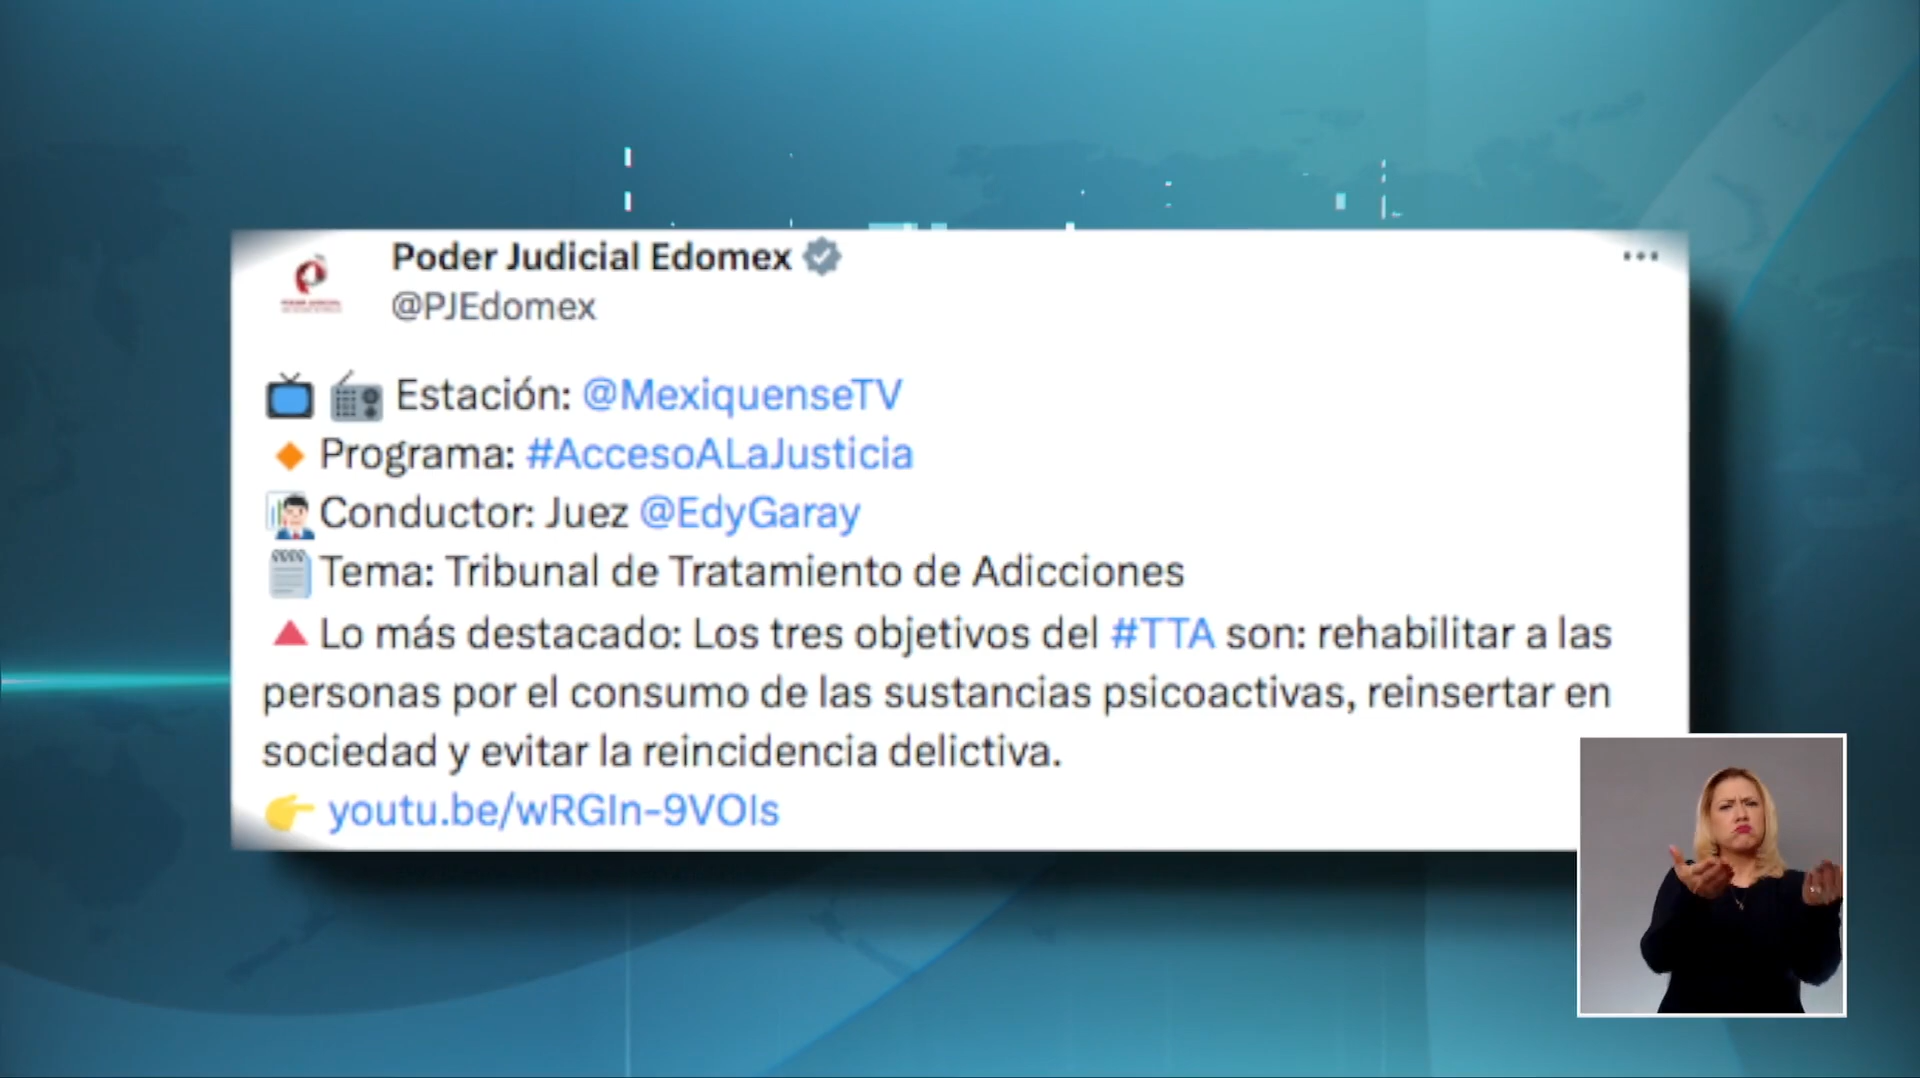 Poder Judicial Edomex
@PJEdomex
Estación: @MexiquenseTV
Programa: #AccesoALaJusticia
Conductor: Juez @EdyGaray
Tema: Tribunal de Tratamiento de Adicciones
Lo más destacado: Los tres objetivos del #TTA son: rehabilitar a las
personas por el consumo de las sustancias psicoactivas, reinsertar en
sociedad y evitar la reincidencia delictiva.
youtu.be/wRGIn-9VOIs